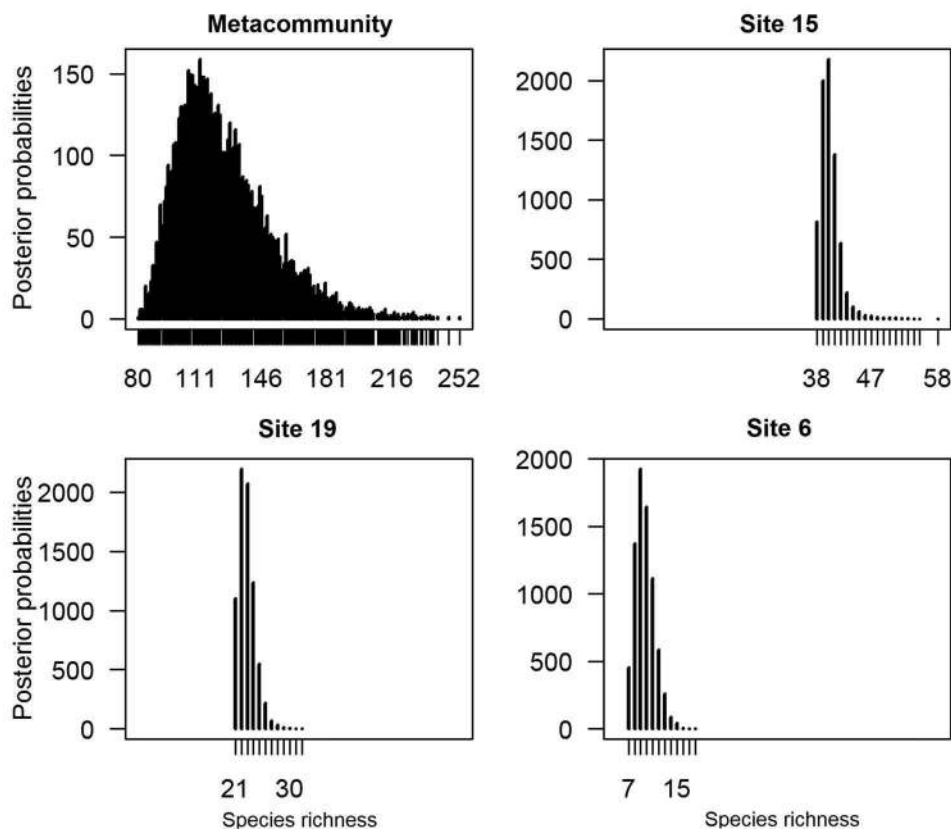 Metacommunity
Posterior probabilities
150
100
50
0
80 111 146 181 216 252
Site 15
2000
1500
1000
500
0
38 47 58
Site 19
Posterior probabilities
2000
1500
1000
500
0
21 30
Species richness
Site 6
2000
1500
1000
500
0
7 15
Species richness